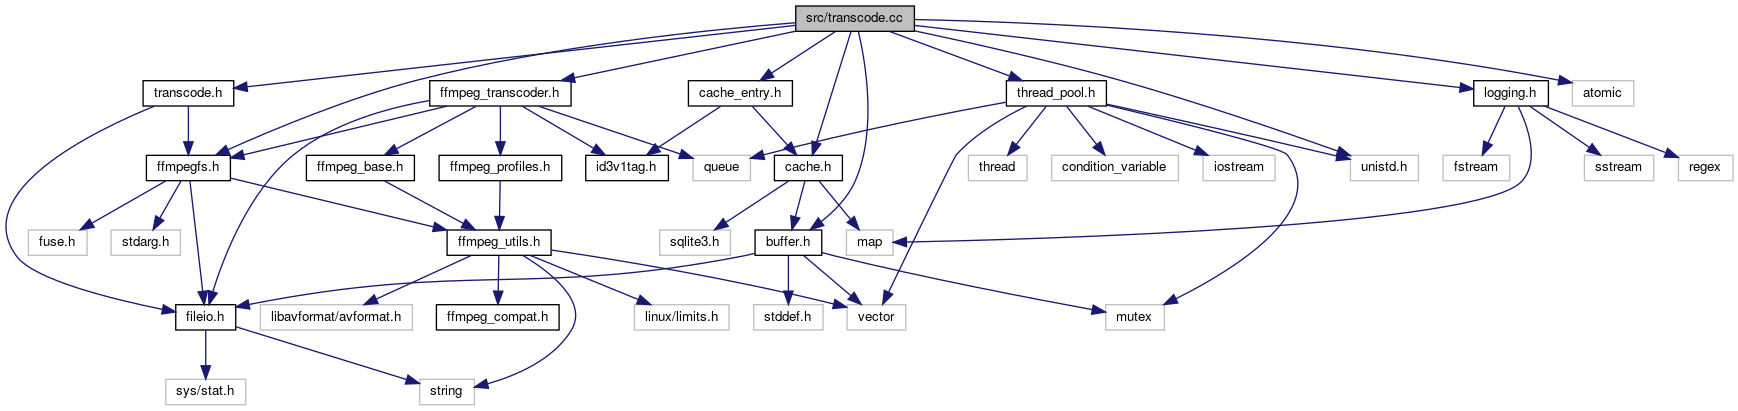 src/transcode.cc
transcode.h
ffmpeg_transcoder.h
cache_entry.h
thread_pool.h
logging.h
atomic
ffmpegfs.h
ffmpeg_base.h
ffmpeg_profiles.h
id3v1tag.h
queue
cache.h
thread
condition_variable
iostream
unistd.h
fstream
sstream
regex
fuse.h
stdarg.h
ffmpeg_utils.h
sqlite3.h
buffer.h
map
fileio.h
libavformat/avformat.h
ffmpeg_compat.h
linux/limits.h
stddef.h
vector
mutex
sys/stat.h
string